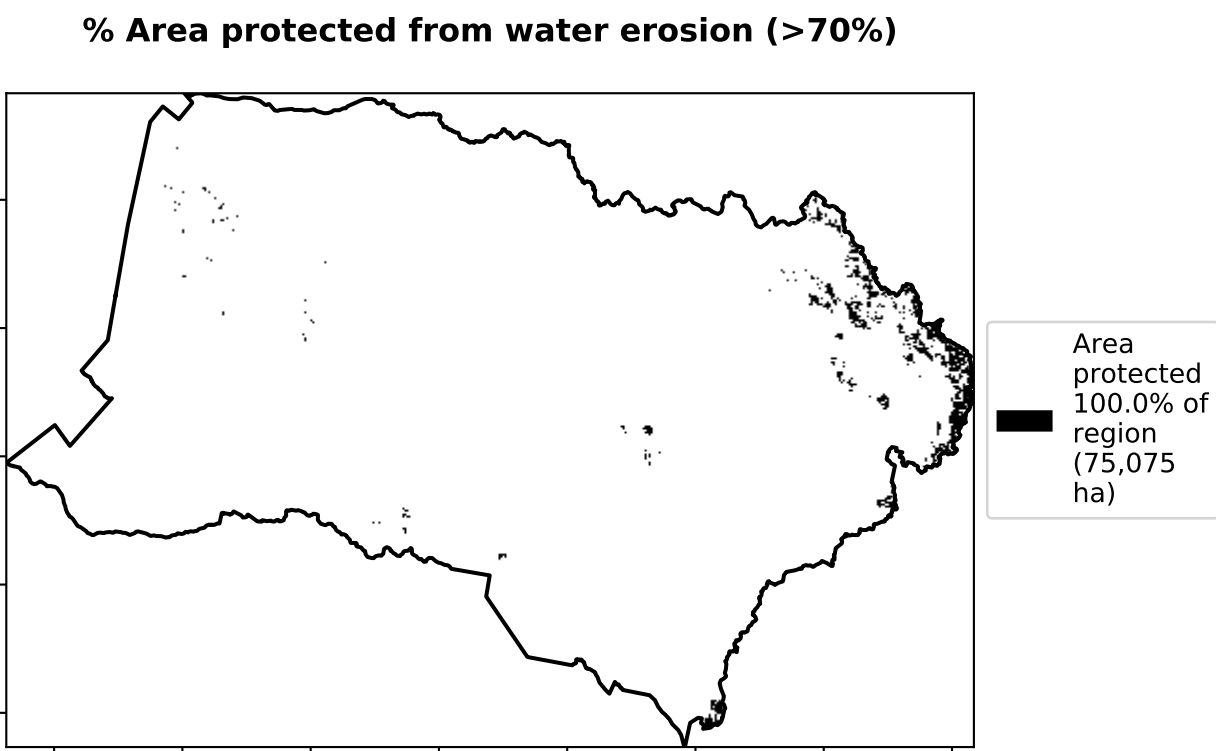 % Area protected from water erosion (>70%)
Area
protected
100.0% of
region
(75,075
ha)